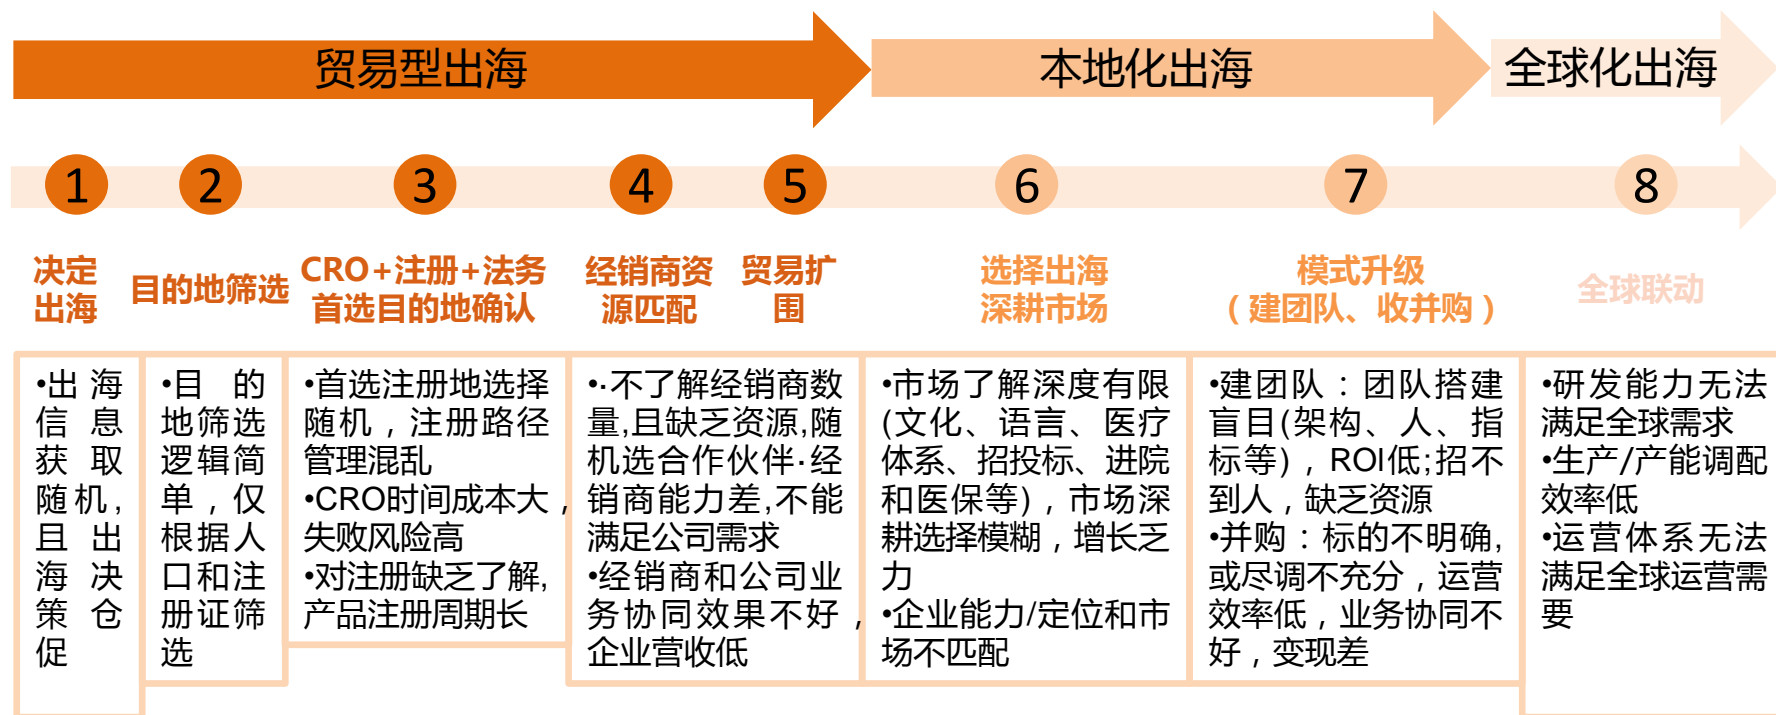 贸易型出海
本地化出海
全球化出海
1
2
3
4
5
6
7
8
决定
出海
目的地筛选
CRO+注册+法务
首选目的地确认
经销商资
源匹配
贸易扩
围
选择出海
深耕市场
模式升级
（建团队、收并购）
全球联动
•出海
信息
获取
随机,
且出
海决
策仓
促
•目的
地筛选
逻辑简
单，仅
根据人
口和注
册证筛
选
•首选注册地选择
随机，注册路径
管理混乱
•CRO时间成本大，
失败风险高
•对注册缺乏了解,
产品注册周期长
•·不了解经销商数
量,且缺乏资源,随
机选合作伙伴·经
销商能力差,不能
满足公司需求
•经销商和公司业
务协同效果不好，
企业营收低
•市场了解深度有限
(文化、语言、医疗
体系、招投标、进院
和医保等)，市场深
耕选择模糊，增长乏
力
•企业能力/定位和市
场不匹配
•建团队：团队搭建
盲目(架构、人、指
标等)，ROI低;招不
到人，缺乏资源
•并购：标的不明确,
或尽调不充分，运营
效率低，业务协同不
好，变现差
•研发能力无法
满足全球需求
•生产/产能调配
效率低
•运营体系无法
满足全球运营需
要